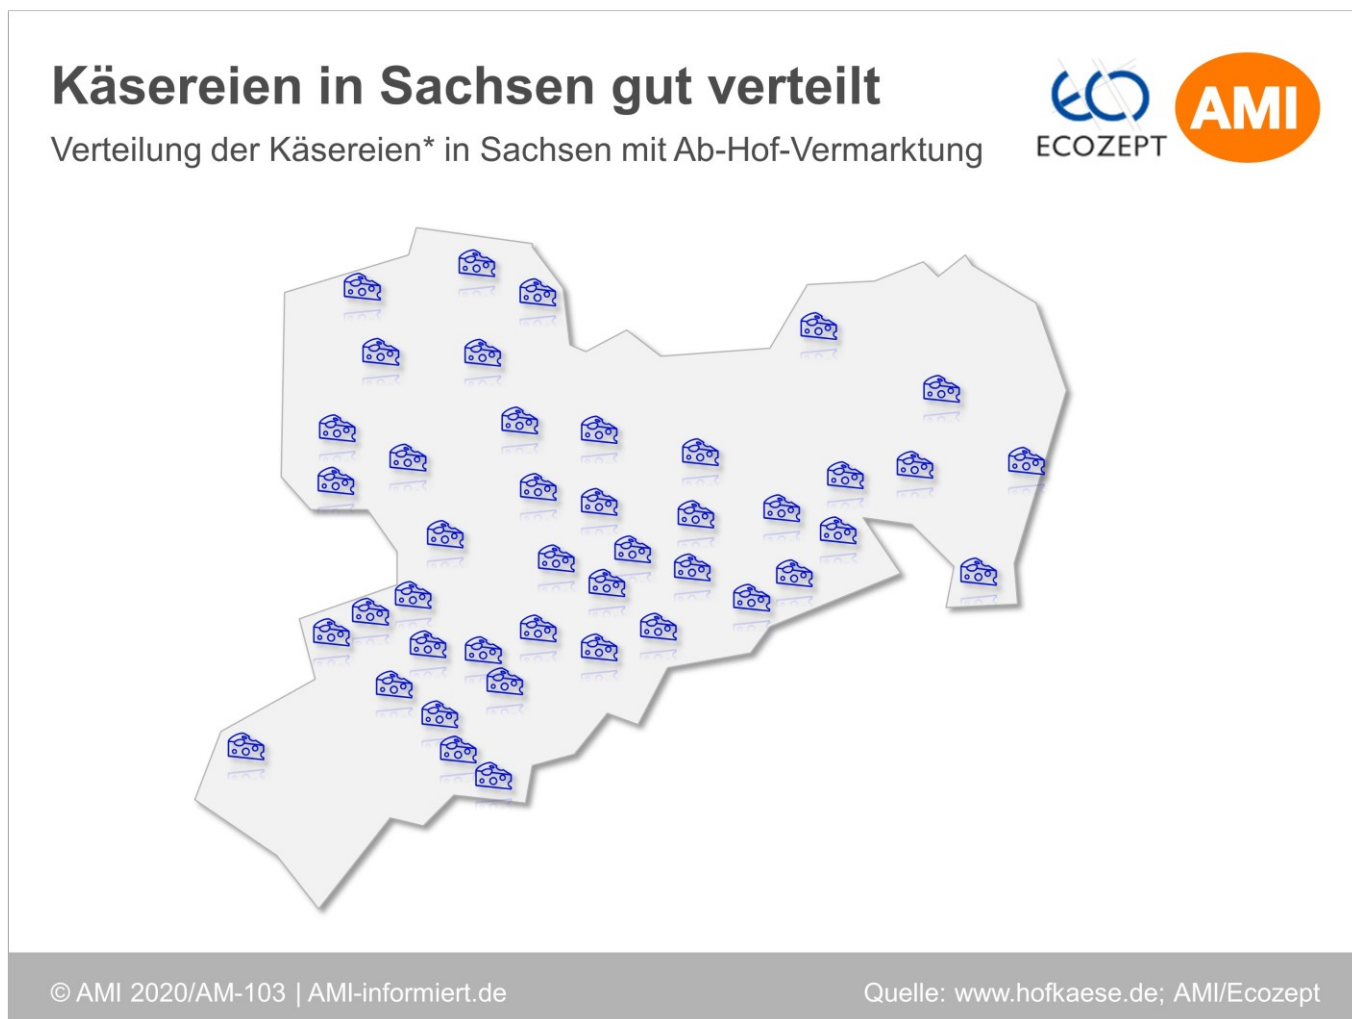 Käsereien in Sachsen gut verteilt
Verteilung der Käsereien* in Sachsen mit Ab-Hof-Vermarktung
ECO
ECOZEPT
AMI
© AMI 2020/AM-103 | AMI-informiert.de
Quelle: www.hofkaese.de; AMI/Ecozept